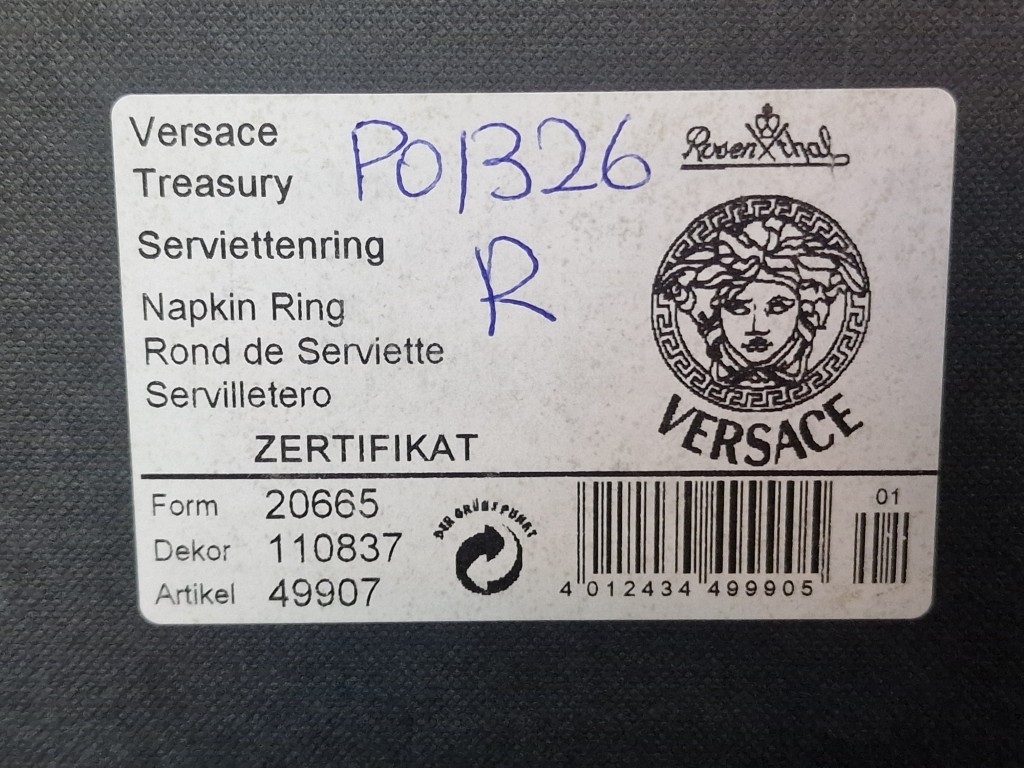 Versace
Treasury
PO1326
R
Serviettenring
Napkin Ring
Rond de Serviette
Servilletero
ZERTIFIKAT
Rosenthal
VERSACE
Form 20665
Dekor 110837
Artikel 49907
DER GRÜNE PUNKT
01
4 012434 499905